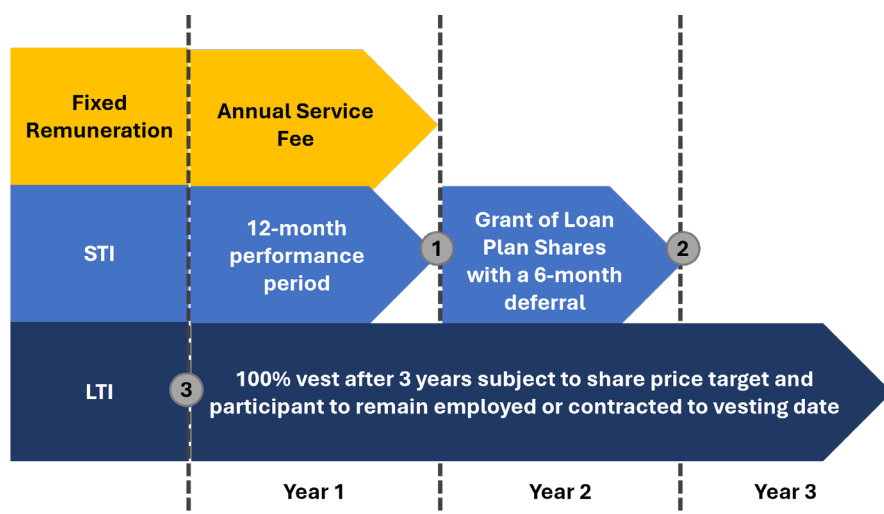 Fixed
Remuneration
Annual Service
Fee
STI
12-month
performance
period
1
Grant of Loan
Plan Shares
with a 6-month
deferral
2
LTI
3
100% vest after 3 years subject to share price target and
participant to remain employed or contracted to vesting date
Year 1
Year 2
Year 3